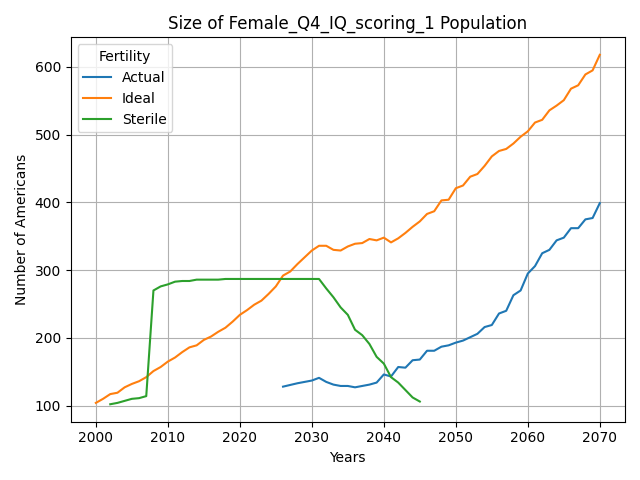 Size of Female_Q4_IQ_scoring_1 Population
Fertility
Actual
Ideal
Sterile
Number of Americans
600
500
400
300
200
100
2000 2010 2020 2030 2040 2050 2060 2070
Years